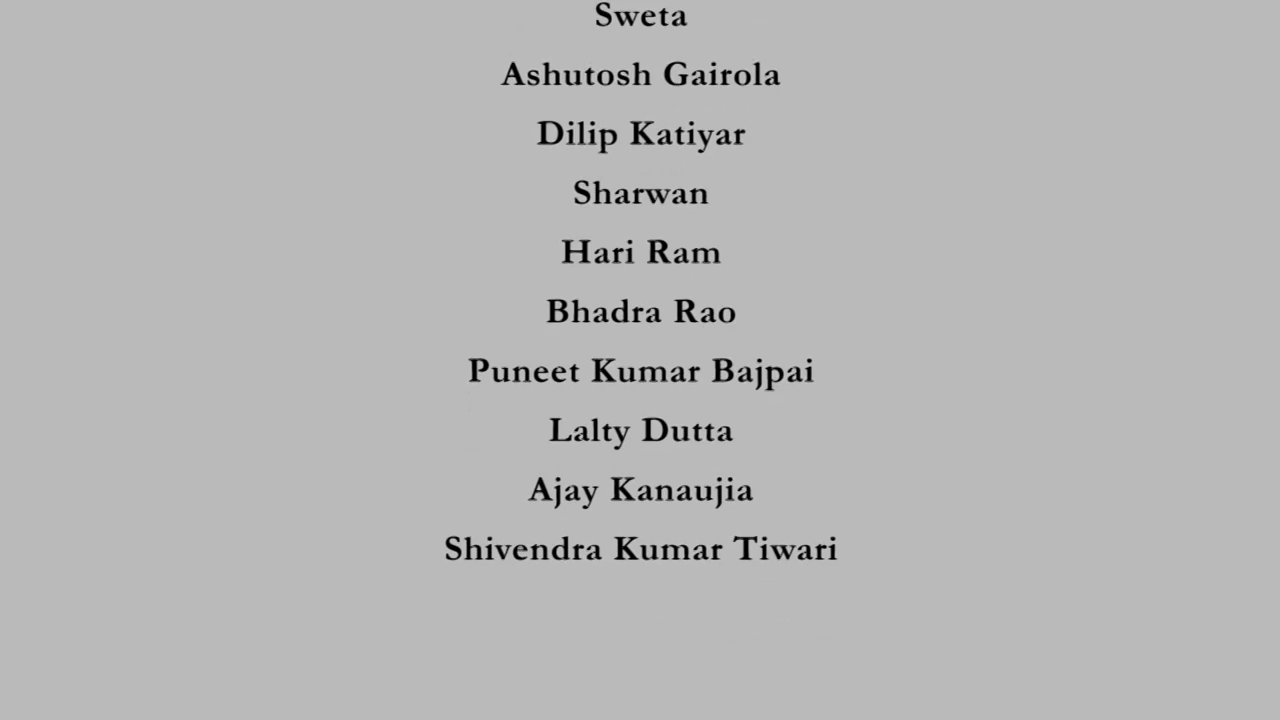 Sweta
Ashutosh Gairola
Dilip Katiyar
Sharwan
Hari Ram
Bhadra Rao
Puneet Kumar Bajpai
Lalty Dutta
Ajay Kanaujia
Shivendra Kumar Tiwari